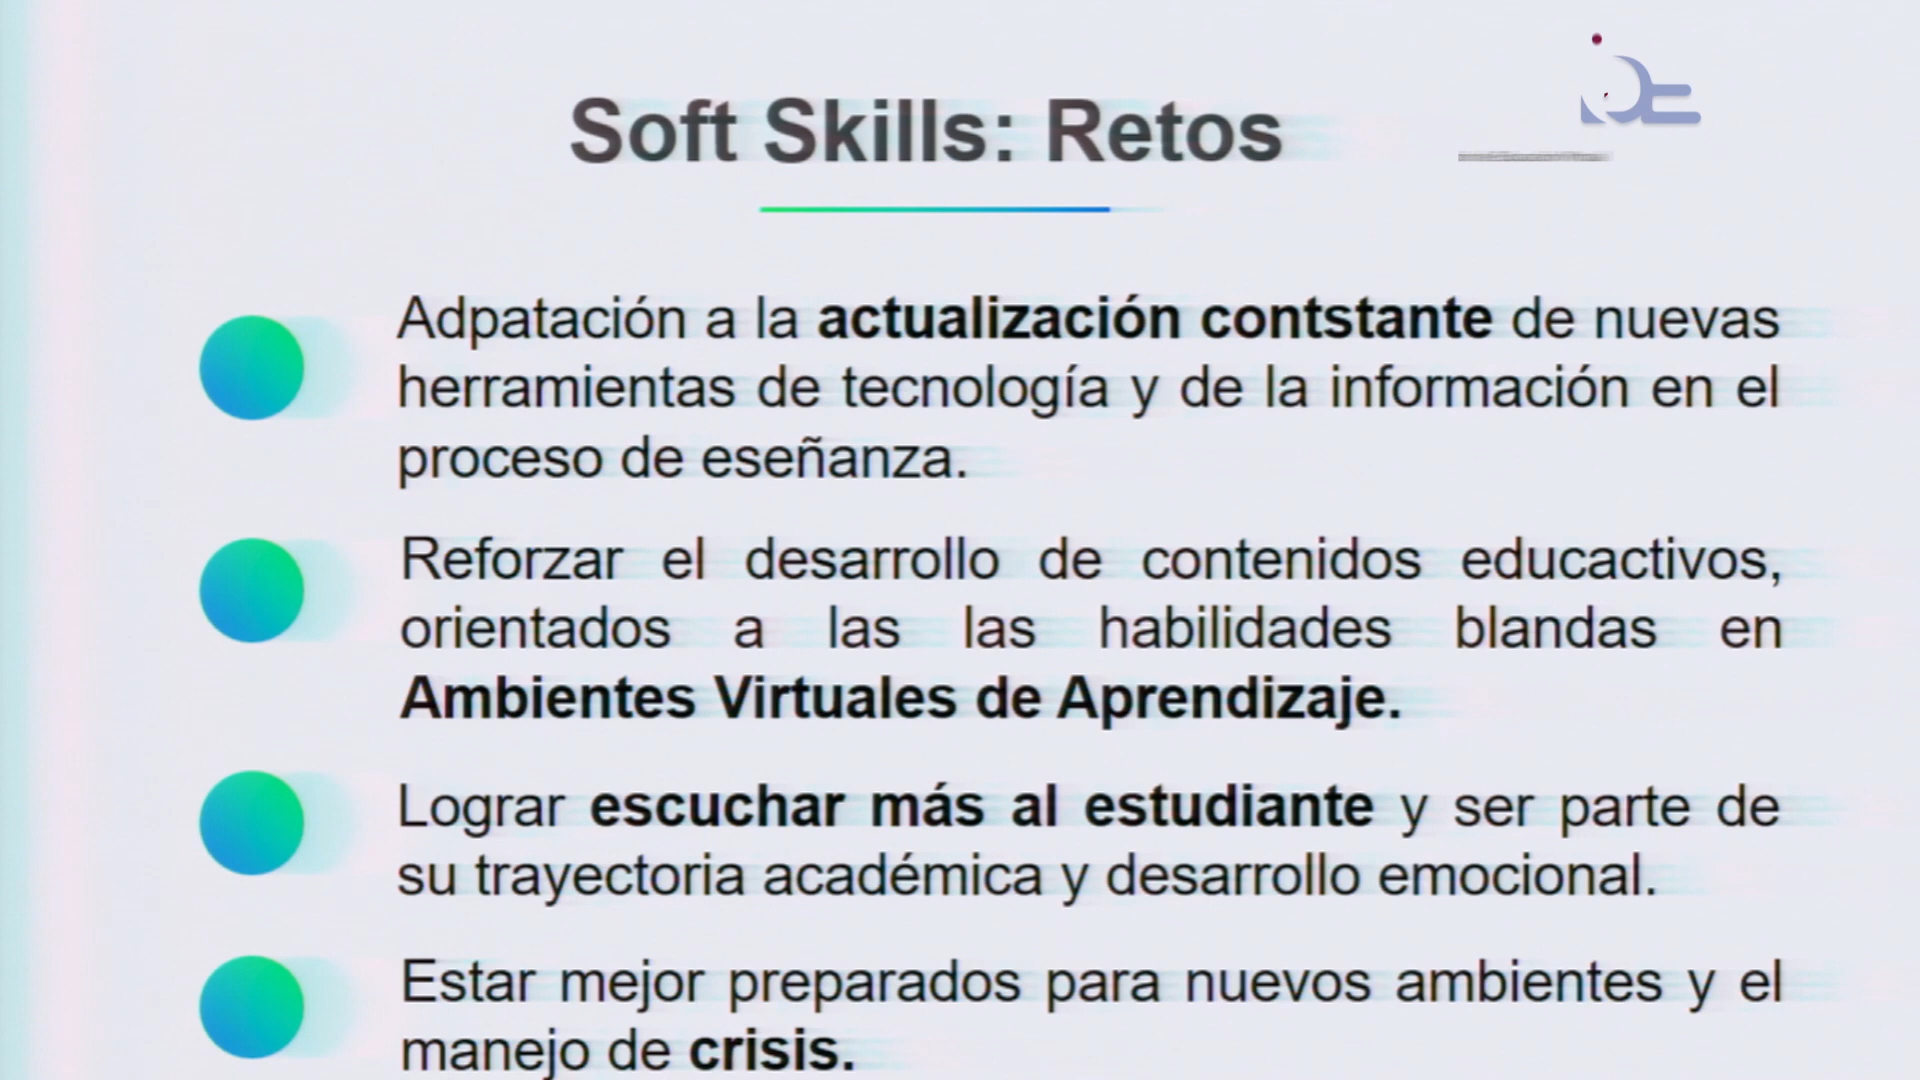 Soft Skills: Retos
Adpatación a la actualización contstante de nuevas
herramientas de tecnología y de la información en el
proceso de eseñanza.
Reforzar el desarrollo de contenidos educactivos,
orientados a las las habilidades blandas en
Ambientes Virtuales de Aprendizaje.
Lograr escuchar más al estudiante y ser parte de
su trayectoria académica y desarrollo emocional.
Estar mejor preparados para nuevos ambientes y el
manejo de crisis.